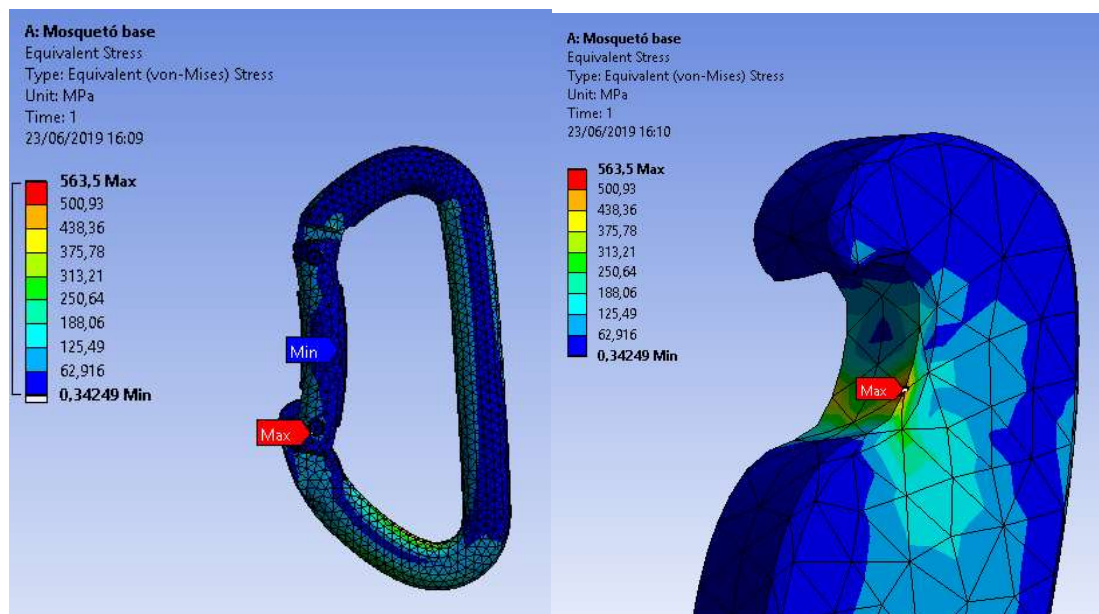 A: Mosquetó base
Equivalent Stress
Type: Equivalent (von-Mises) Stress
Unit: MPa
Time: 1
23/06/2019 16:09
563,5 Max
500,93
438,36
375,78
313,21
250,64
188,06
125,49
62,916
0,34249 Min
Min
Max
A: Mosquetó base
Equivalent Stress
Type: Equivalent (von-Mises) Stress
Unit: MPa
Time: 1
23/06/2019 16:10
563,5 Max
500,93
438,36
375,78
313,21
250,64
188,06
125,49
62,916
0,34249 Min
Max